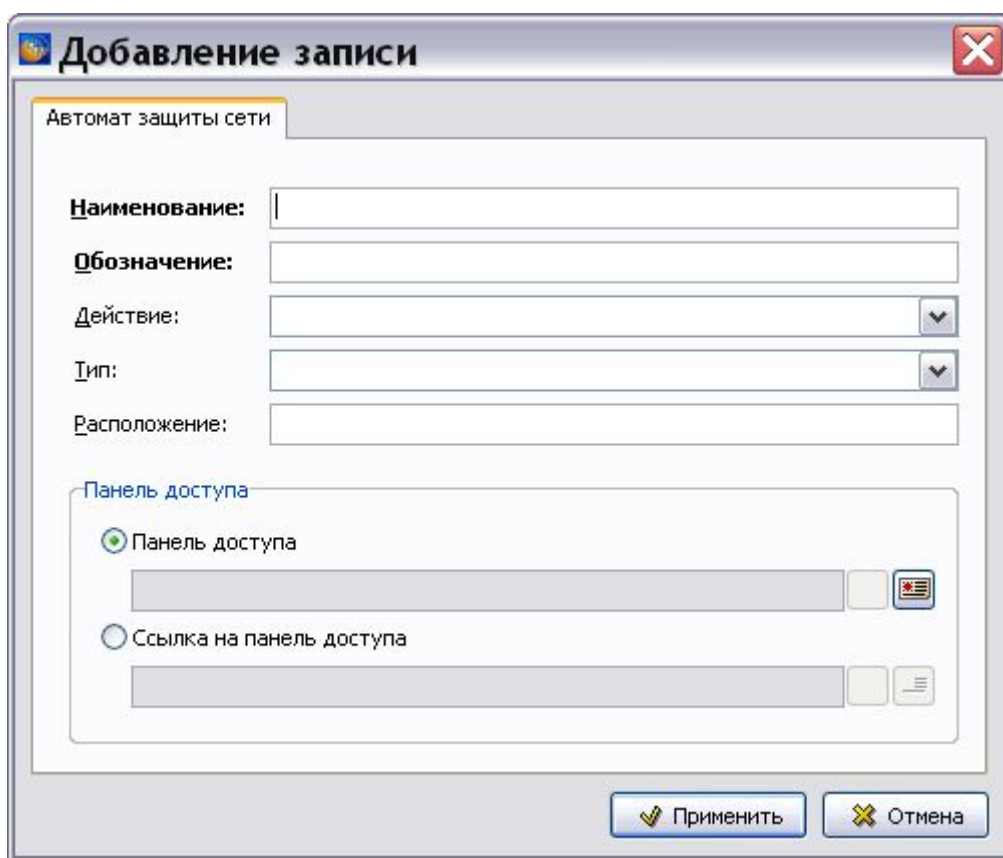 Добавление записи
Автомат защиты сети
Наименование:
Обозначение:
Действие:
Тип:
Расположение:
Панель доступа
Панель доступа
Ссылка на панель доступа
Применить Отмена